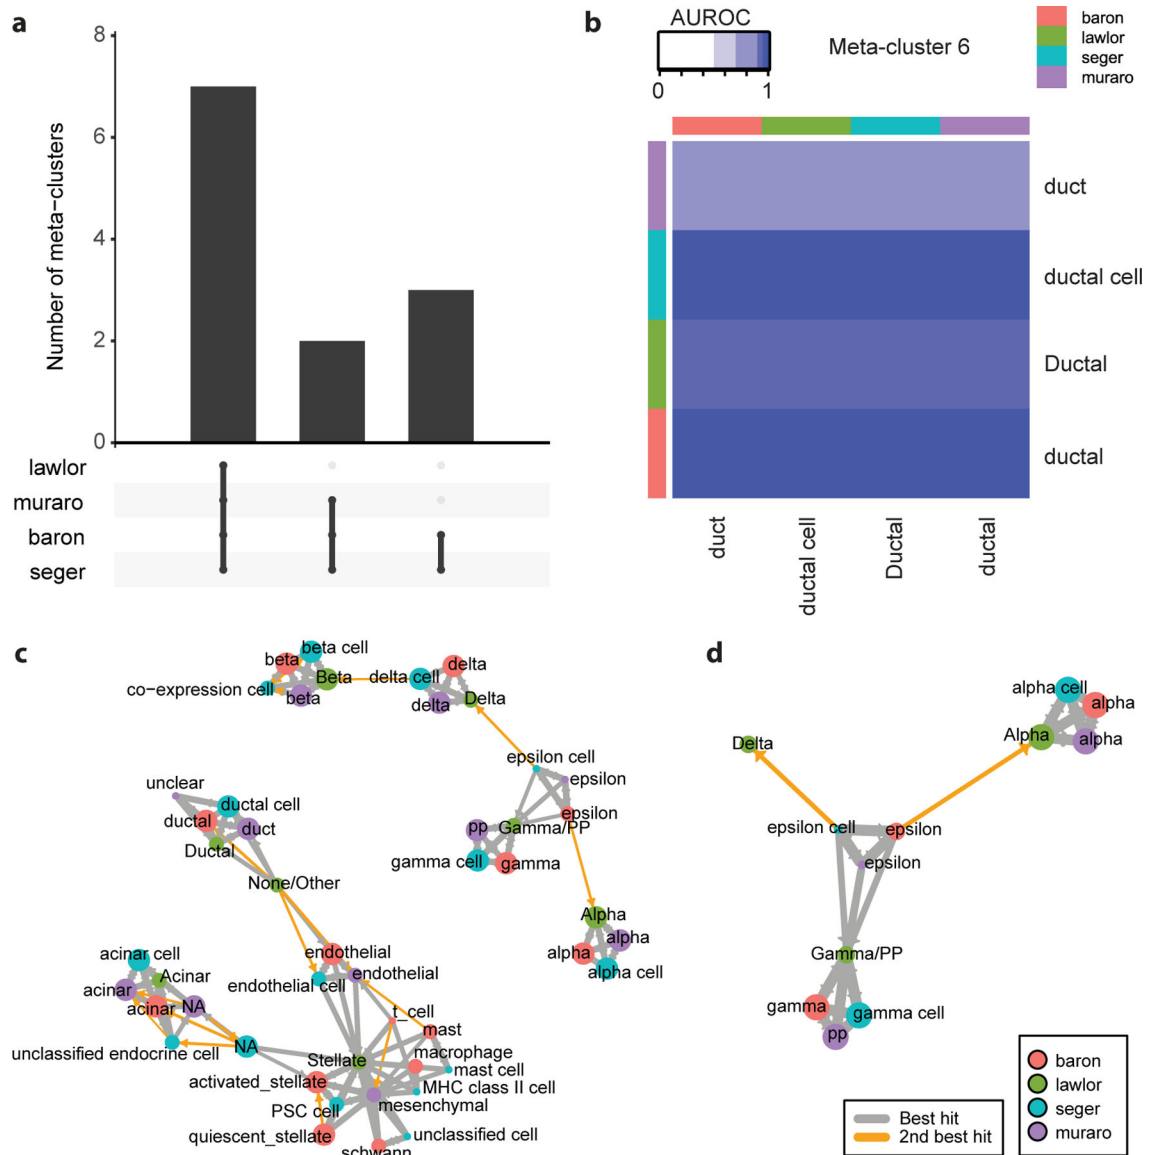 a
8
6
4
2
0
Number of meta−clusters
lawlor
muraro
baron
seger
b
AUROC
0
1
Meta-cluster 6
baron
lawlor
seger
muraro
duct
ductal cell
Ductal
ductal
duct
ductal cell
Ductal
ductal
c
beta cell
beta
Beta
co−expression cell
beta
delta cell
delta
delta
Delta
epsilon cell
epsilon
epsilon
pp
Gamma/PP
gamma cell
gamma
unclear
ductal cell
ductal
duct
Ductal
None/Other
Alpha
alpha
alpha
alpha cell
endothelial
endothelial
endothelial cell
acinar cell
Acinar
acinar
acinar
NA
unclassified endocrine cell
NA
t_cell
mast
Stellate
macrophage
mast cell
activated_stellate
MHC class II cell
PSC cell
mesenchymal
quiescent_stellate
unclassified cell
schwann
d
alpha cell
alpha
Alpha
alpha
Delta
epsilon cell
epsilon
epsilon
Gamma/PP
gamma
gamma cell
pp
Best hit
2nd best hit
baron
lawlor
seger
muraro